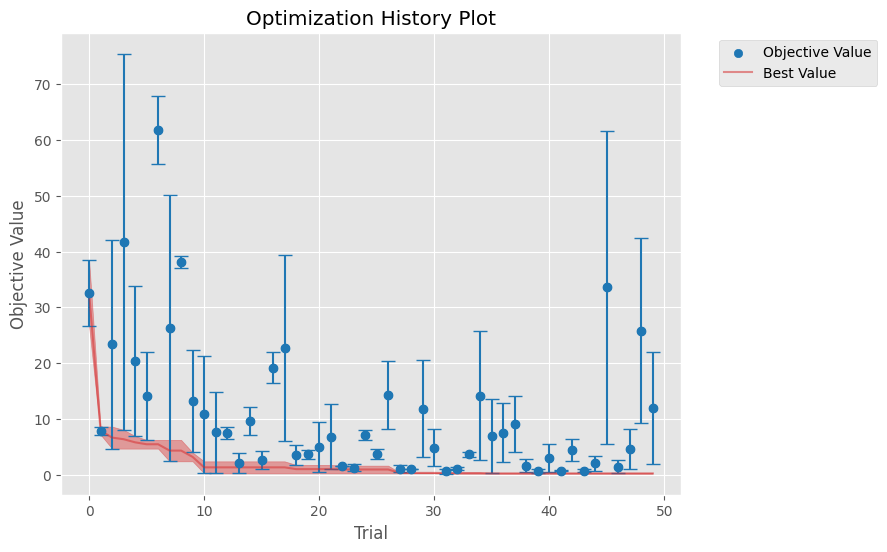 Optimization History Plot
Objective Value
Best Value
Objective Value
70
60
50
40
30
20
10
0
0 10 20 30 40 50
Trial